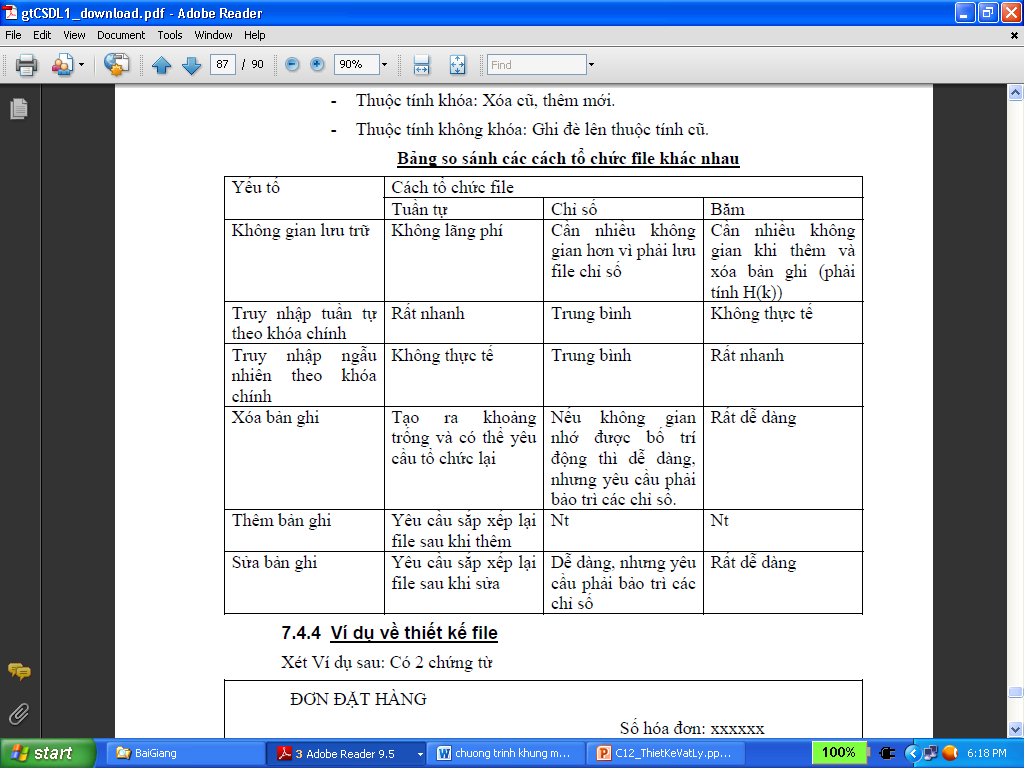 gtCSDL1_download.pdf - Adobe Reader
File Edit View Document Tools Window Help
87 / 90 90% Find
- Thuộc tính khóa: Xóa cũ, thêm mới.
- Thuộc tính không khóa: Ghi đè lên thuộc tính cũ.
Bảng so sánh các cách tổ chức file khác nhau
Yếu tố
Cách tổ chức file
Tuần tự
Chỉ số
Băm
Không gian lưu trữ
Không lãng phí
Cần nhiều không
gian hơn vì phải lưu
file chỉ số
Cần nhiều không
gian khi thêm và
xóa bản ghi (phải
tính H(k))
Truy nhập tuần tự
theo khóa chính
Rất nhanh
Trung bình
Không thực tế
Truy nhập ngẫu
nhiên theo khóa
chính
Không thực tế
Trung bình
Rất nhanh
Xóa bản ghi
Tạo ra khoảng
trống và có thể yêu
cầu tổ chức lại
Nếu không gian
nhớ được bố trí
động thì dễ dàng,
nhưng yêu cầu phải
bảo trì các chỉ số.
Rất dễ dàng
Thêm bản ghi
Yêu cầu sắp xếp lại
file sau khi thêm
Nt
Nt
Sửa bản ghi
Yêu cầu sắp xếp lại
file sau khi sửa
Dễ dàng, nhưng yêu
cầu phải bảo trì các
chỉ số
Rất dễ dàng
7.4.4 Ví dụ về thiết kế file
Xét Ví dụ sau: Có 2 chứng từ
ĐƠN ĐẶT HÀNG
Số hóa đơn: xxxxxx
start BaiGiang 3 Adobe Reader 9.5 chuong trinh khung m... C12_ThietKeVatLy.pp... 100% 6:18 PM